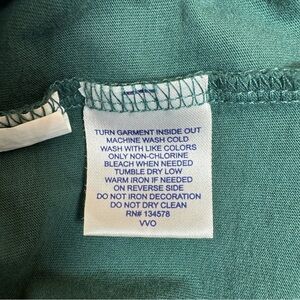 TURN GARMENT INSIDE OUT
MACHINE WASH COLD
WASH WITH LIKE COLORS
ONLY NON-CHLORINE
BLEACH WHEN NEEDED
TUMBLE DRY LOW
WARM IRON IF NEEDED
ON REVERSE SIDE
DO NOT IRON DECORATION
DO NOT DRY CLEAN
RN# 134578
VVO